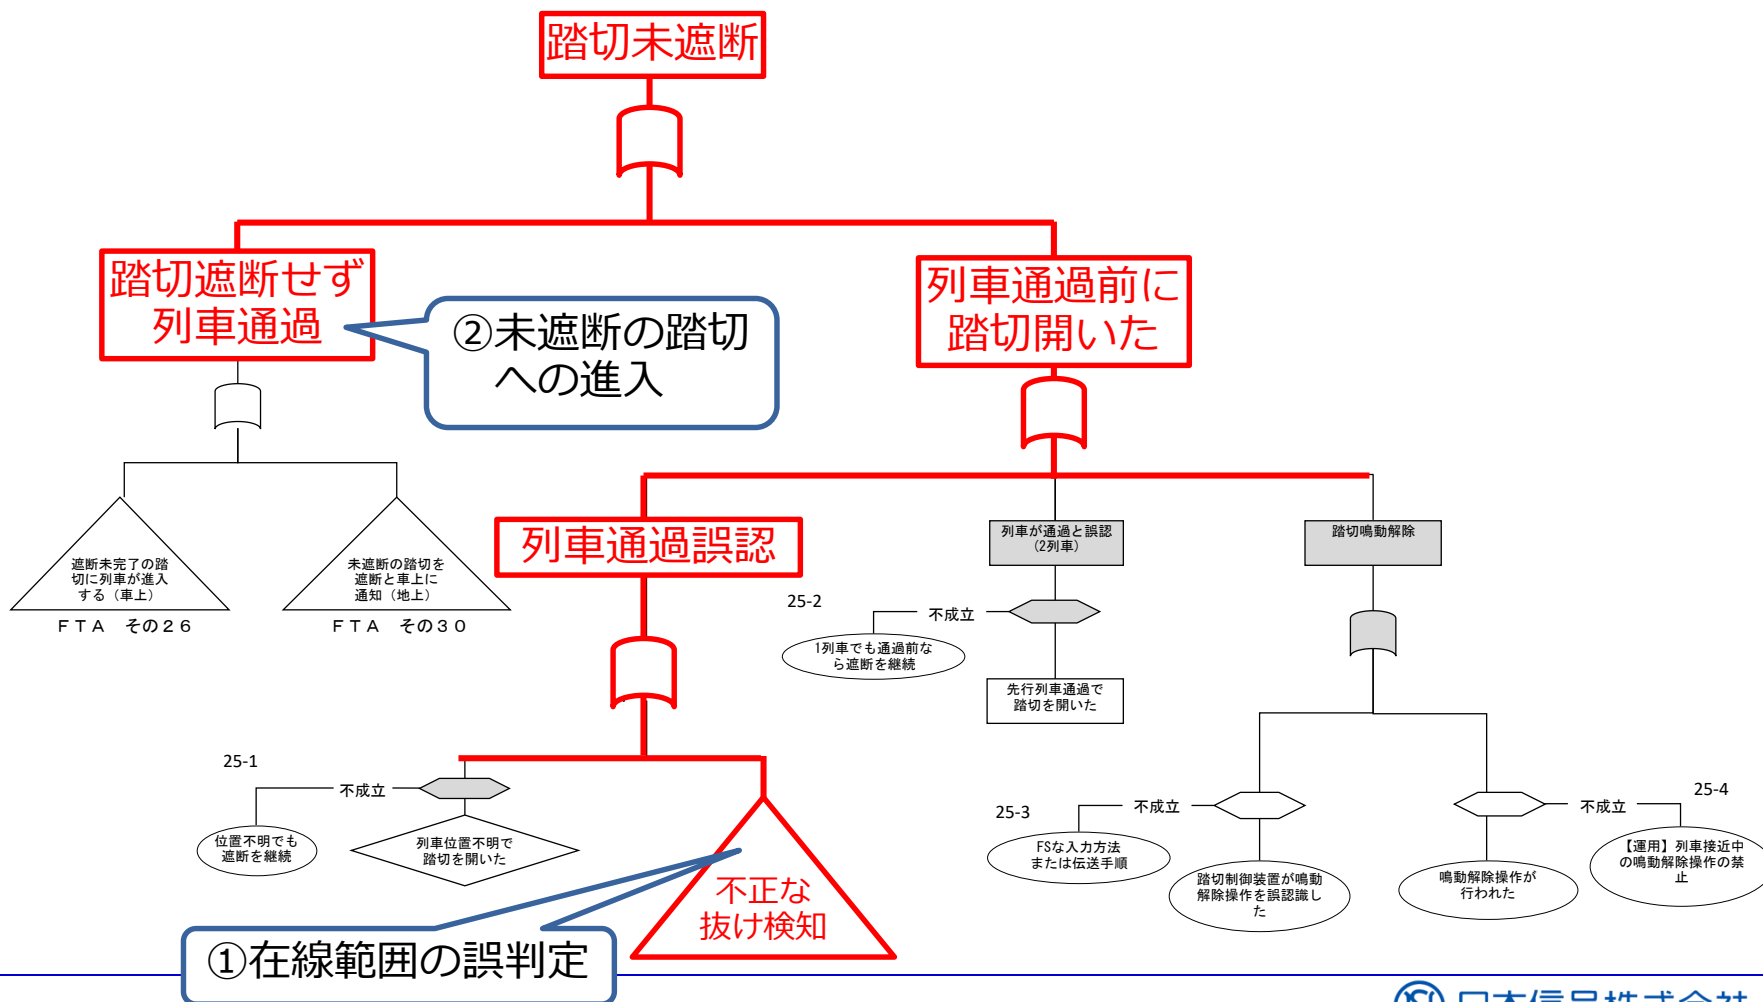 踏切未遮断
踏切遮断せず
列車通過
②未遮断の踏切
への進入
列車通過前に
踏切開いた
遮断未完了の踏
切に列車が進入
する（車上）
ＦＴＡ　その２６
未遮断の踏切を
遮断と車上に
通知（地上）
ＦＴＡ　その３０
列車通過誤認
列車が通過と誤認
（2列車）
踏切鳴動解除
25-2
不成立
1列車でも通過前な
ら遮断を継続
先行列車通過で
踏切を開いた
25-1
不成立
位置不明でも
遮断を継続
列車位置不明で
踏切を開いた
不正な
抜け検知
①在線範囲の誤判定
25-3
不成立
FSな入力方法
または伝送手順
踏切制御装置が鳴動
解除操作を誤認識し
た
25-4
不成立
鳴動解除操作が
行われた
【運用】列車接近中
の鳴動解除操作の禁
止
日本信号株式会社